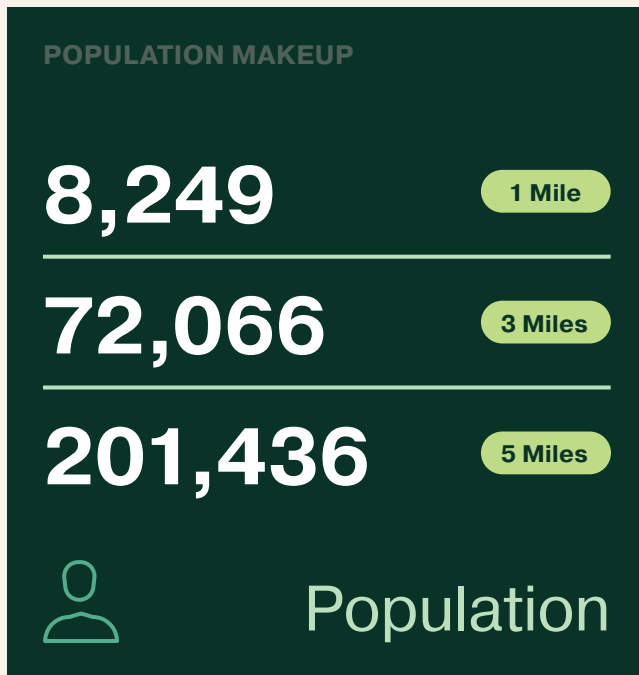 POPULATION MAKEUP
8,249 1 Mile
72,066 3 Miles
201,436 5 Miles
Population